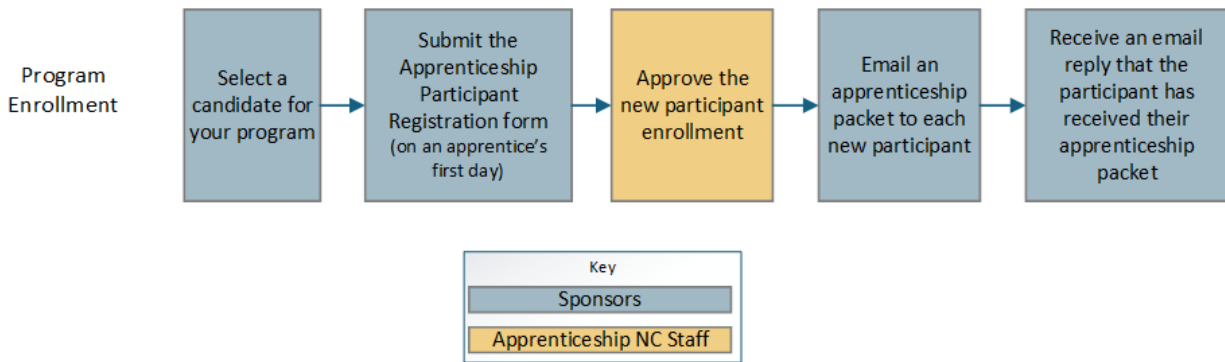 Program
Enrollment
Select a
candidate for
your program
Submit the
Apprenticeship
Participant
Registration form
(on an apprentice's
first day)
Approve the
new participant
enrollment
Email an
apprenticeship
packet to each
new participant
Receive an email
reply that the
participant has
received their
apprenticeship
packet
Key
Sponsors
Apprenticeship NC Staff